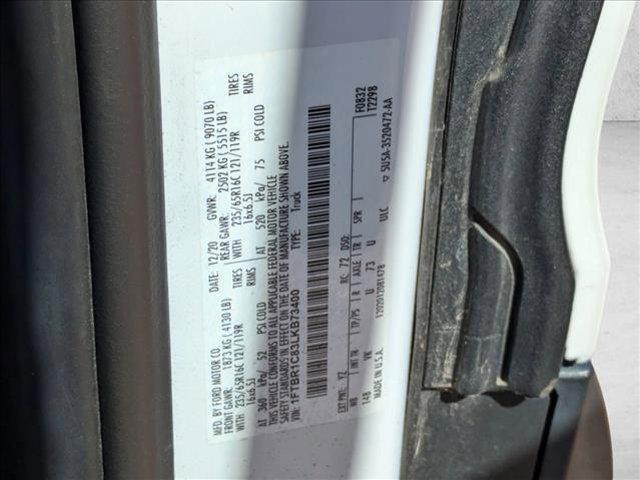 MFD. BY FORD MOTOR CO.
DATE: 12/20 GVWR: 4114 KG ( 9070 LB)
FRONT GAWR: 1873 KG ( 4130 LB) REAR GAWR: 2502 KG ( 5515 LB)
WITH 235/65R16C 121/119R TIRES WITH 235/65R16C 121/119R TIRES
16x6.5J RIMS 16x6.5J RIMS
AT 360 kPa/ 52 PSI COLD AT 520 kPa/ 75 PSI COLD
THIS VEHICLE CONFORMS TO ALL APPLICABLE FEDERAL MOTOR VEHICLE
SAFETY STANDARDS IN EFFECT ON THE DATE OF MANUFACTURE SHOWN ABOVE.
VIN: 1FTBR1C83LKB73400 TYPE: Truck
F0832
T2298
EXT PNT: YZ RC: 72 DSO:
WB INT TR TP/PS R AXLE TR SPR
148 VK U 73 U
MADE IN U.S.A. ULC
12020120814278
5U5A-3520472-AA